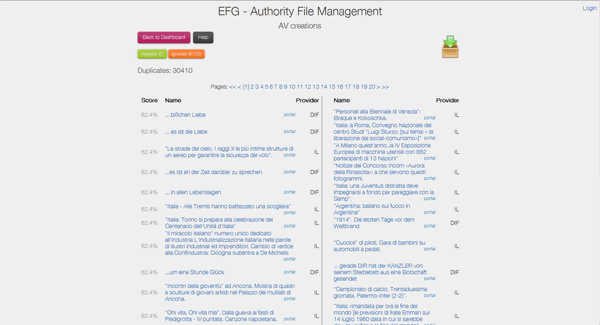 EFG - Authority File Management
Login
AV creations
Back to Dashboard
Help
Duplicates: 30410
Pages: << < [1] 2 3 4 5 6 7 8 9 10 11 12 13 14 15 16 17 18 19 20 > >>
Score Name Provider Name Provider
62.4% ... bißchen Liebe portal DIF
"Personali alla Biennale di Venezia":
Braque e Kokoschka. portal IL
62.4% ... es ist die Liebe portal DIF
"Italia: a Roma, Convegno Nazionale del
centro Studi "Luigi Sturzo: [sul tema: - la
liberazione dal social-comunismo-]" portal IL
62.4% "Le strade del cielo. I raggi X le più intime strutture di
un aereo per garantire la sicurezza del volo". portal IL
"A Milano quest'anno, la IV Esposizione
Europea di macchine utensili con 862
partecipanti di 13 Nazioni" portal IL
62.4% ...es ist an der Zeit darüber zu sprechen portal DIF
"Notizie del Concorso Incom -Aurora
della Rinascita-: a che servono questi
fotogrammi. portal IL
62.4% ... in allen Lebenslagen portal DIF
"Italia: una Juventus distratta deve
impegnarsi a fondo per pareggiare con la
Samp". portal IL
62.4% "Italia - Alle Tremiti hanno battezzato una scogliera" portal IL
"Argentina: ballano sul fuoco in
Argentina" portal IL
62.4% "Italia: Torino si prepara alla celebrazione del
Centenario dell'Unità d'Italia" portal IL
"1914". Die letzten Tage vor dem
Weltbrand portal DIF
62.4% "Il miracolo italiano" numero unico dedicato
all'Industria L'industrializzazione italiana nelle parole
di illustri industriali ed imprenditori. Cambio di vertice
alla Confindustria: Cicogna subentra a De Micheli portal IL
"Cuccioli" di piloti. Gara di bambini su
automobili a pedali. portal IL
62.4% ...um eine Stunde Glück portal DIF
... gerade DIR hat der KANZLER von
seinem Sterbebett aus eine Botschaft
gesendet portal DIF
62.4% "Incontri della gioventù" ad Ancona. Mostra di quadri
e sculture di giovani artisti nel Palazzo dei mutilati di
Ancona. portal IL
"Campionato di calcio. Trentaduesima
giornata. Palermo-Inter (2-2)". portal IL
62.4% "Ohi vita, Ohi vita mia". Dalla guerra ai fasti di
Piedigrotta - IV puntata. Canzone napoletana. portal IL
"Italia: rimandata per ora la fine del
mondo [le previsioni di frate Emman sul
14 luglio 1960 data in cui si sarebbe